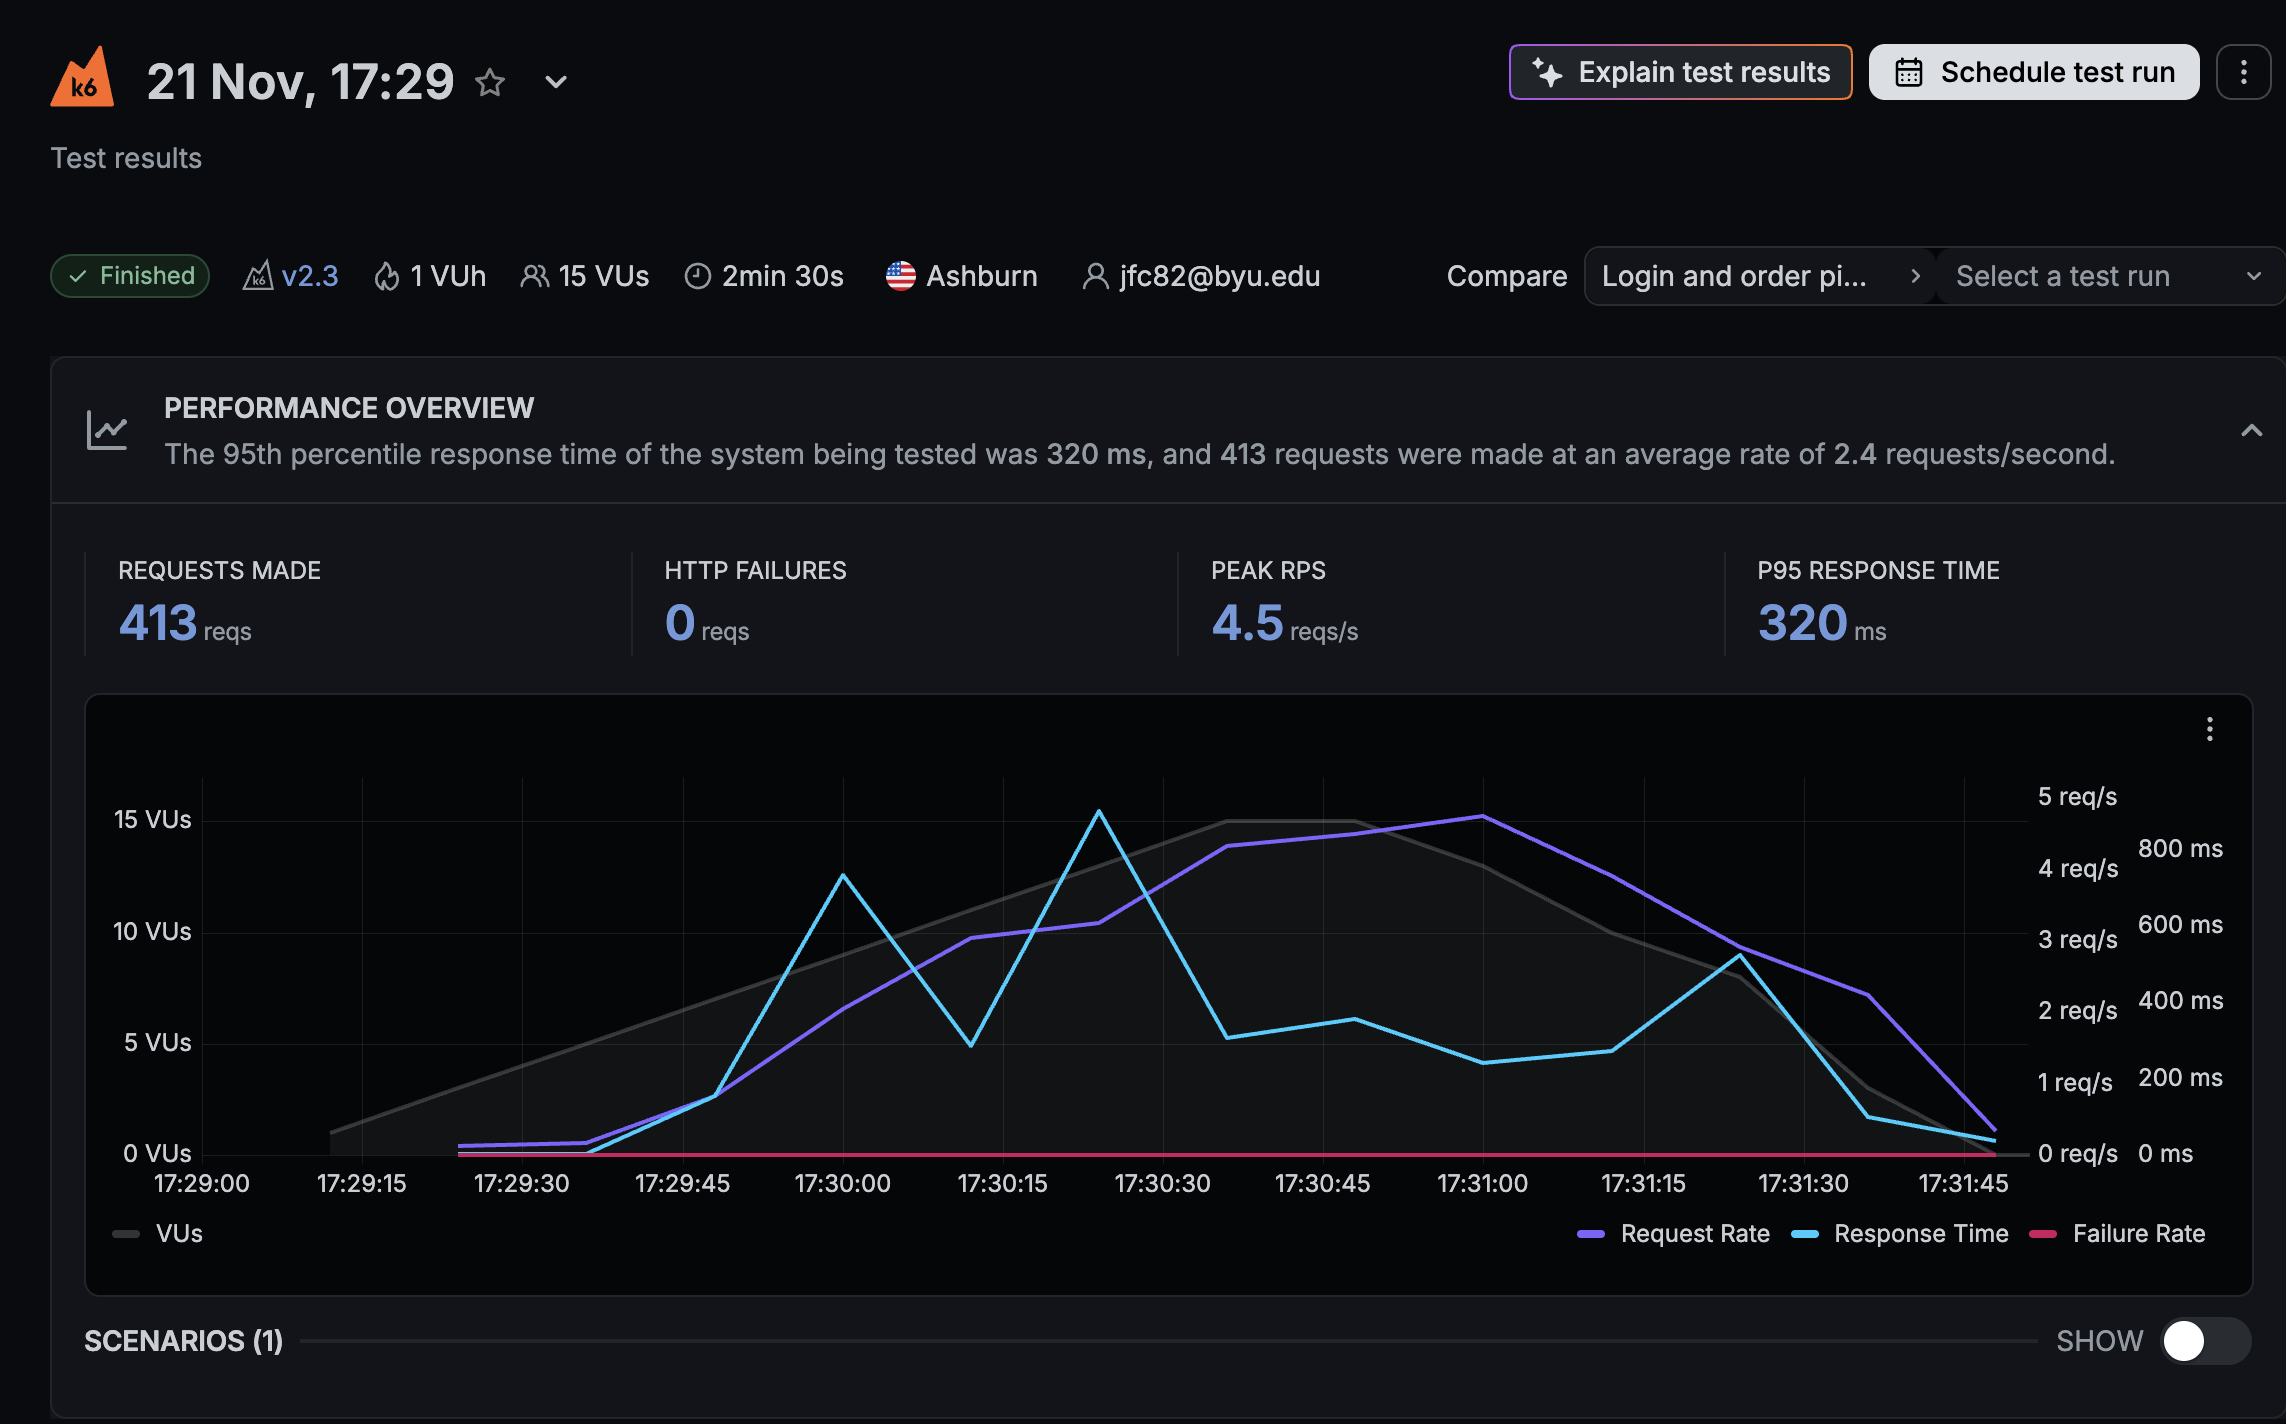 k6 21 Nov, 17:29
Explain test results
Schedule test run
Test results
Finished
k6 v2.3
1 VUh
15 VUs
2min 30s
Ashburn
jfc82@byu.edu
Compare
Login and order pi...
Select a test run
PERFORMANCE OVERVIEW
The 95th percentile response time of the system being tested was 320 ms, and 413 requests were made at an average rate of 2.4 requests/second.
REQUESTS MADE
413 reqs
HTTP FAILURES
0 reqs
PEAK RPS
4.5 reqs/s
P95 RESPONSE TIME
320 ms
15 VUs
10 VUs
5 VUs
0 VUs
5 req/s
4 req/s
3 req/s
2 req/s
1 req/s
0 req/s
800 ms
600 ms
400 ms
200 ms
0 ms
17:29:00 17:29:15 17:29:30 17:29:45 17:30:00 17:30:15 17:30:30 17:30:45 17:31:00 17:31:15 17:31:30 17:31:45
VUs
Request Rate Response Time Failure Rate
SCENARIOS (1)
SHOW